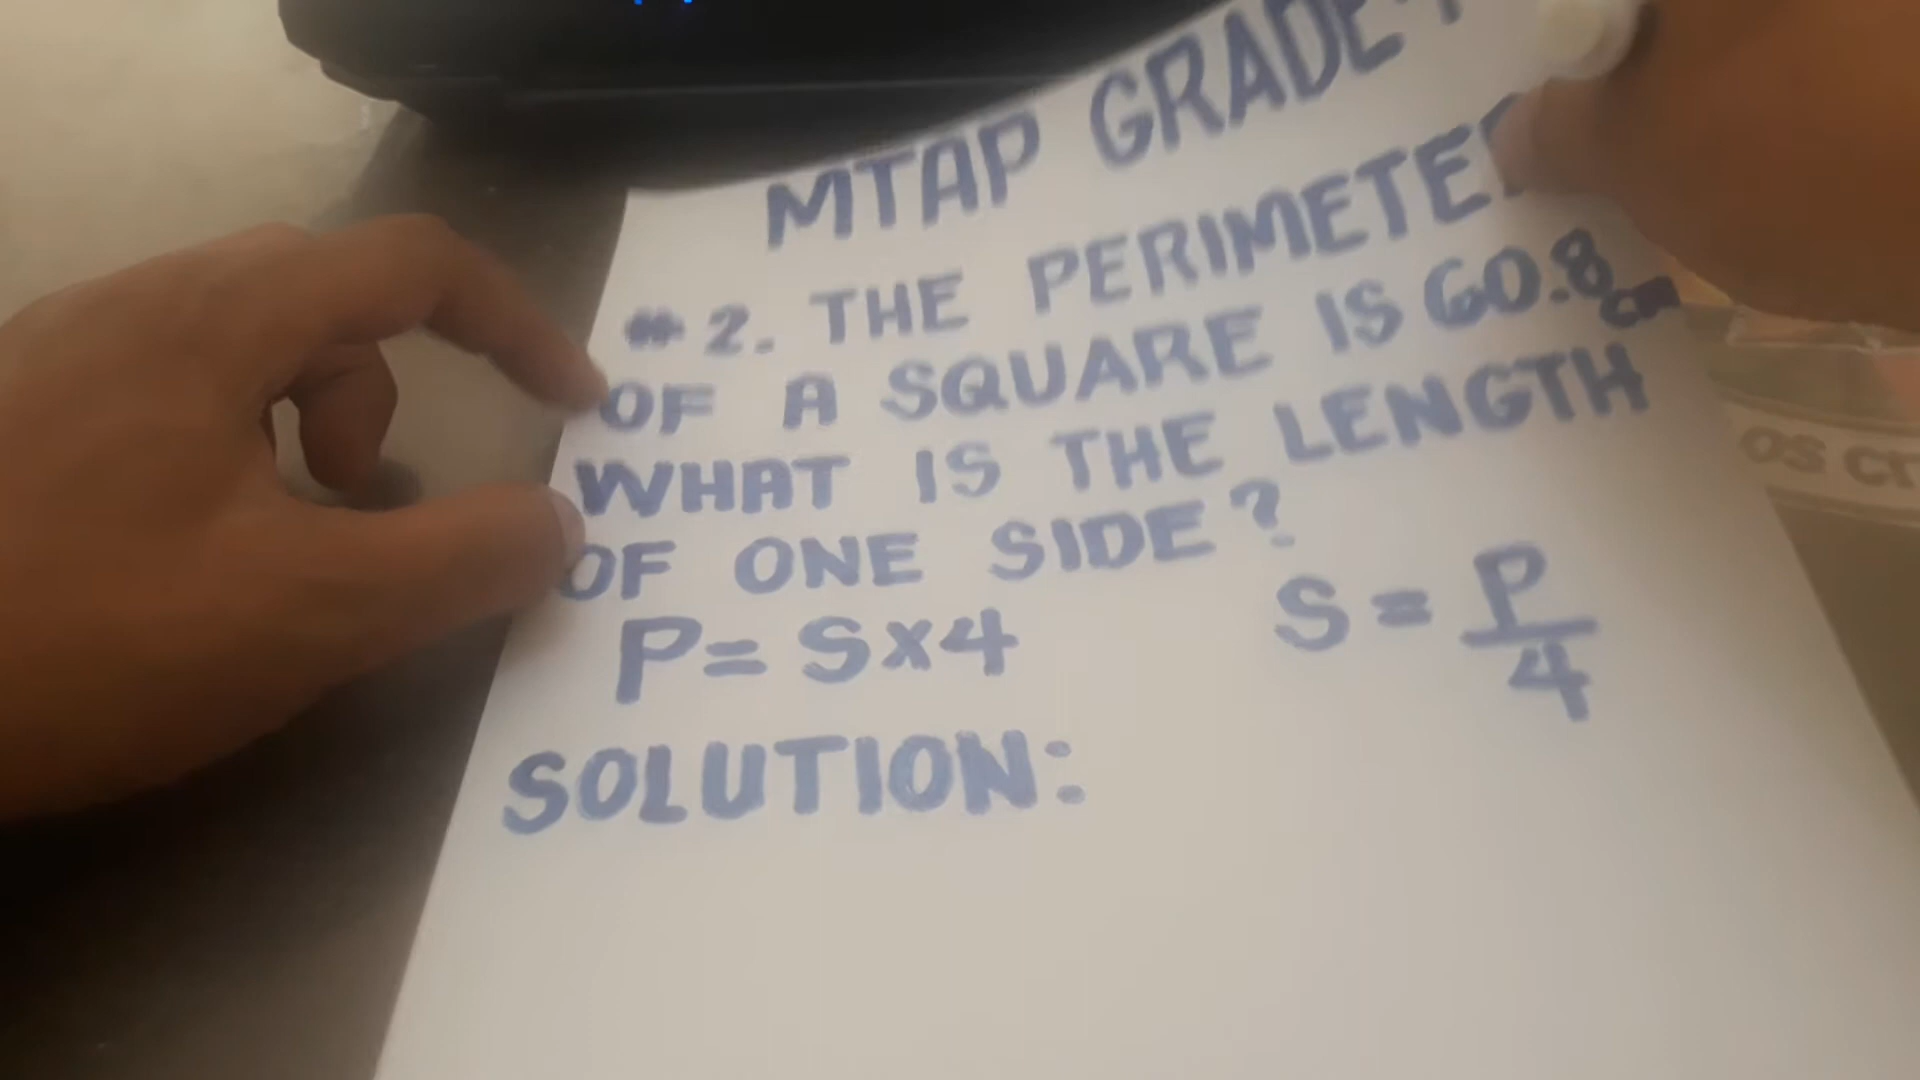 MTAP GRADE
#2. THE PERIMETER
OF A SQUARE IS 60.8cm
WHAT IS THE LENGTH
OF ONE SIDE?
P = S x 4
S = P/4
SOLUTION: